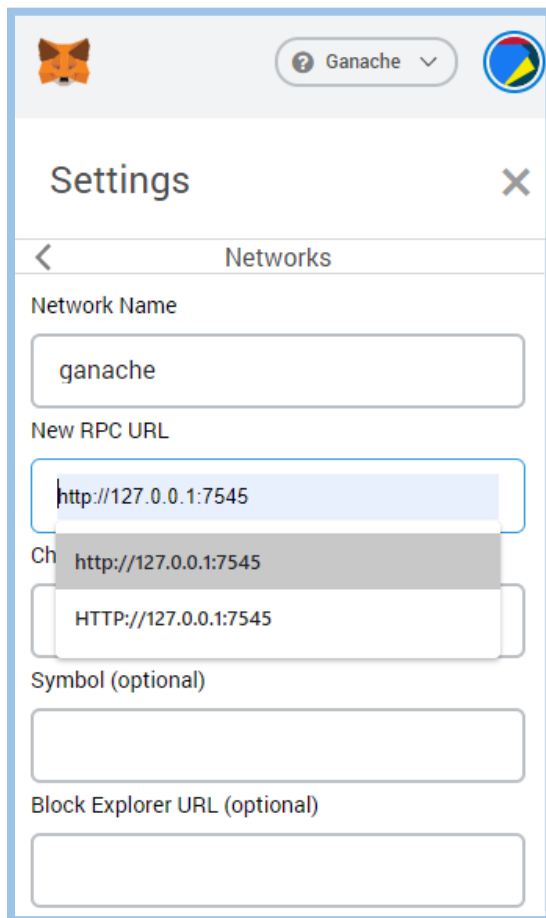 Ganache
Settings
Networks
Network Name
ganache
New RPC URL
http://127.0.0.1:7545
Ch
http://127.0.0.1:7545
HTTP://127.0.0.1:7545
Symbol (optional)
Block Explorer URL (optional)